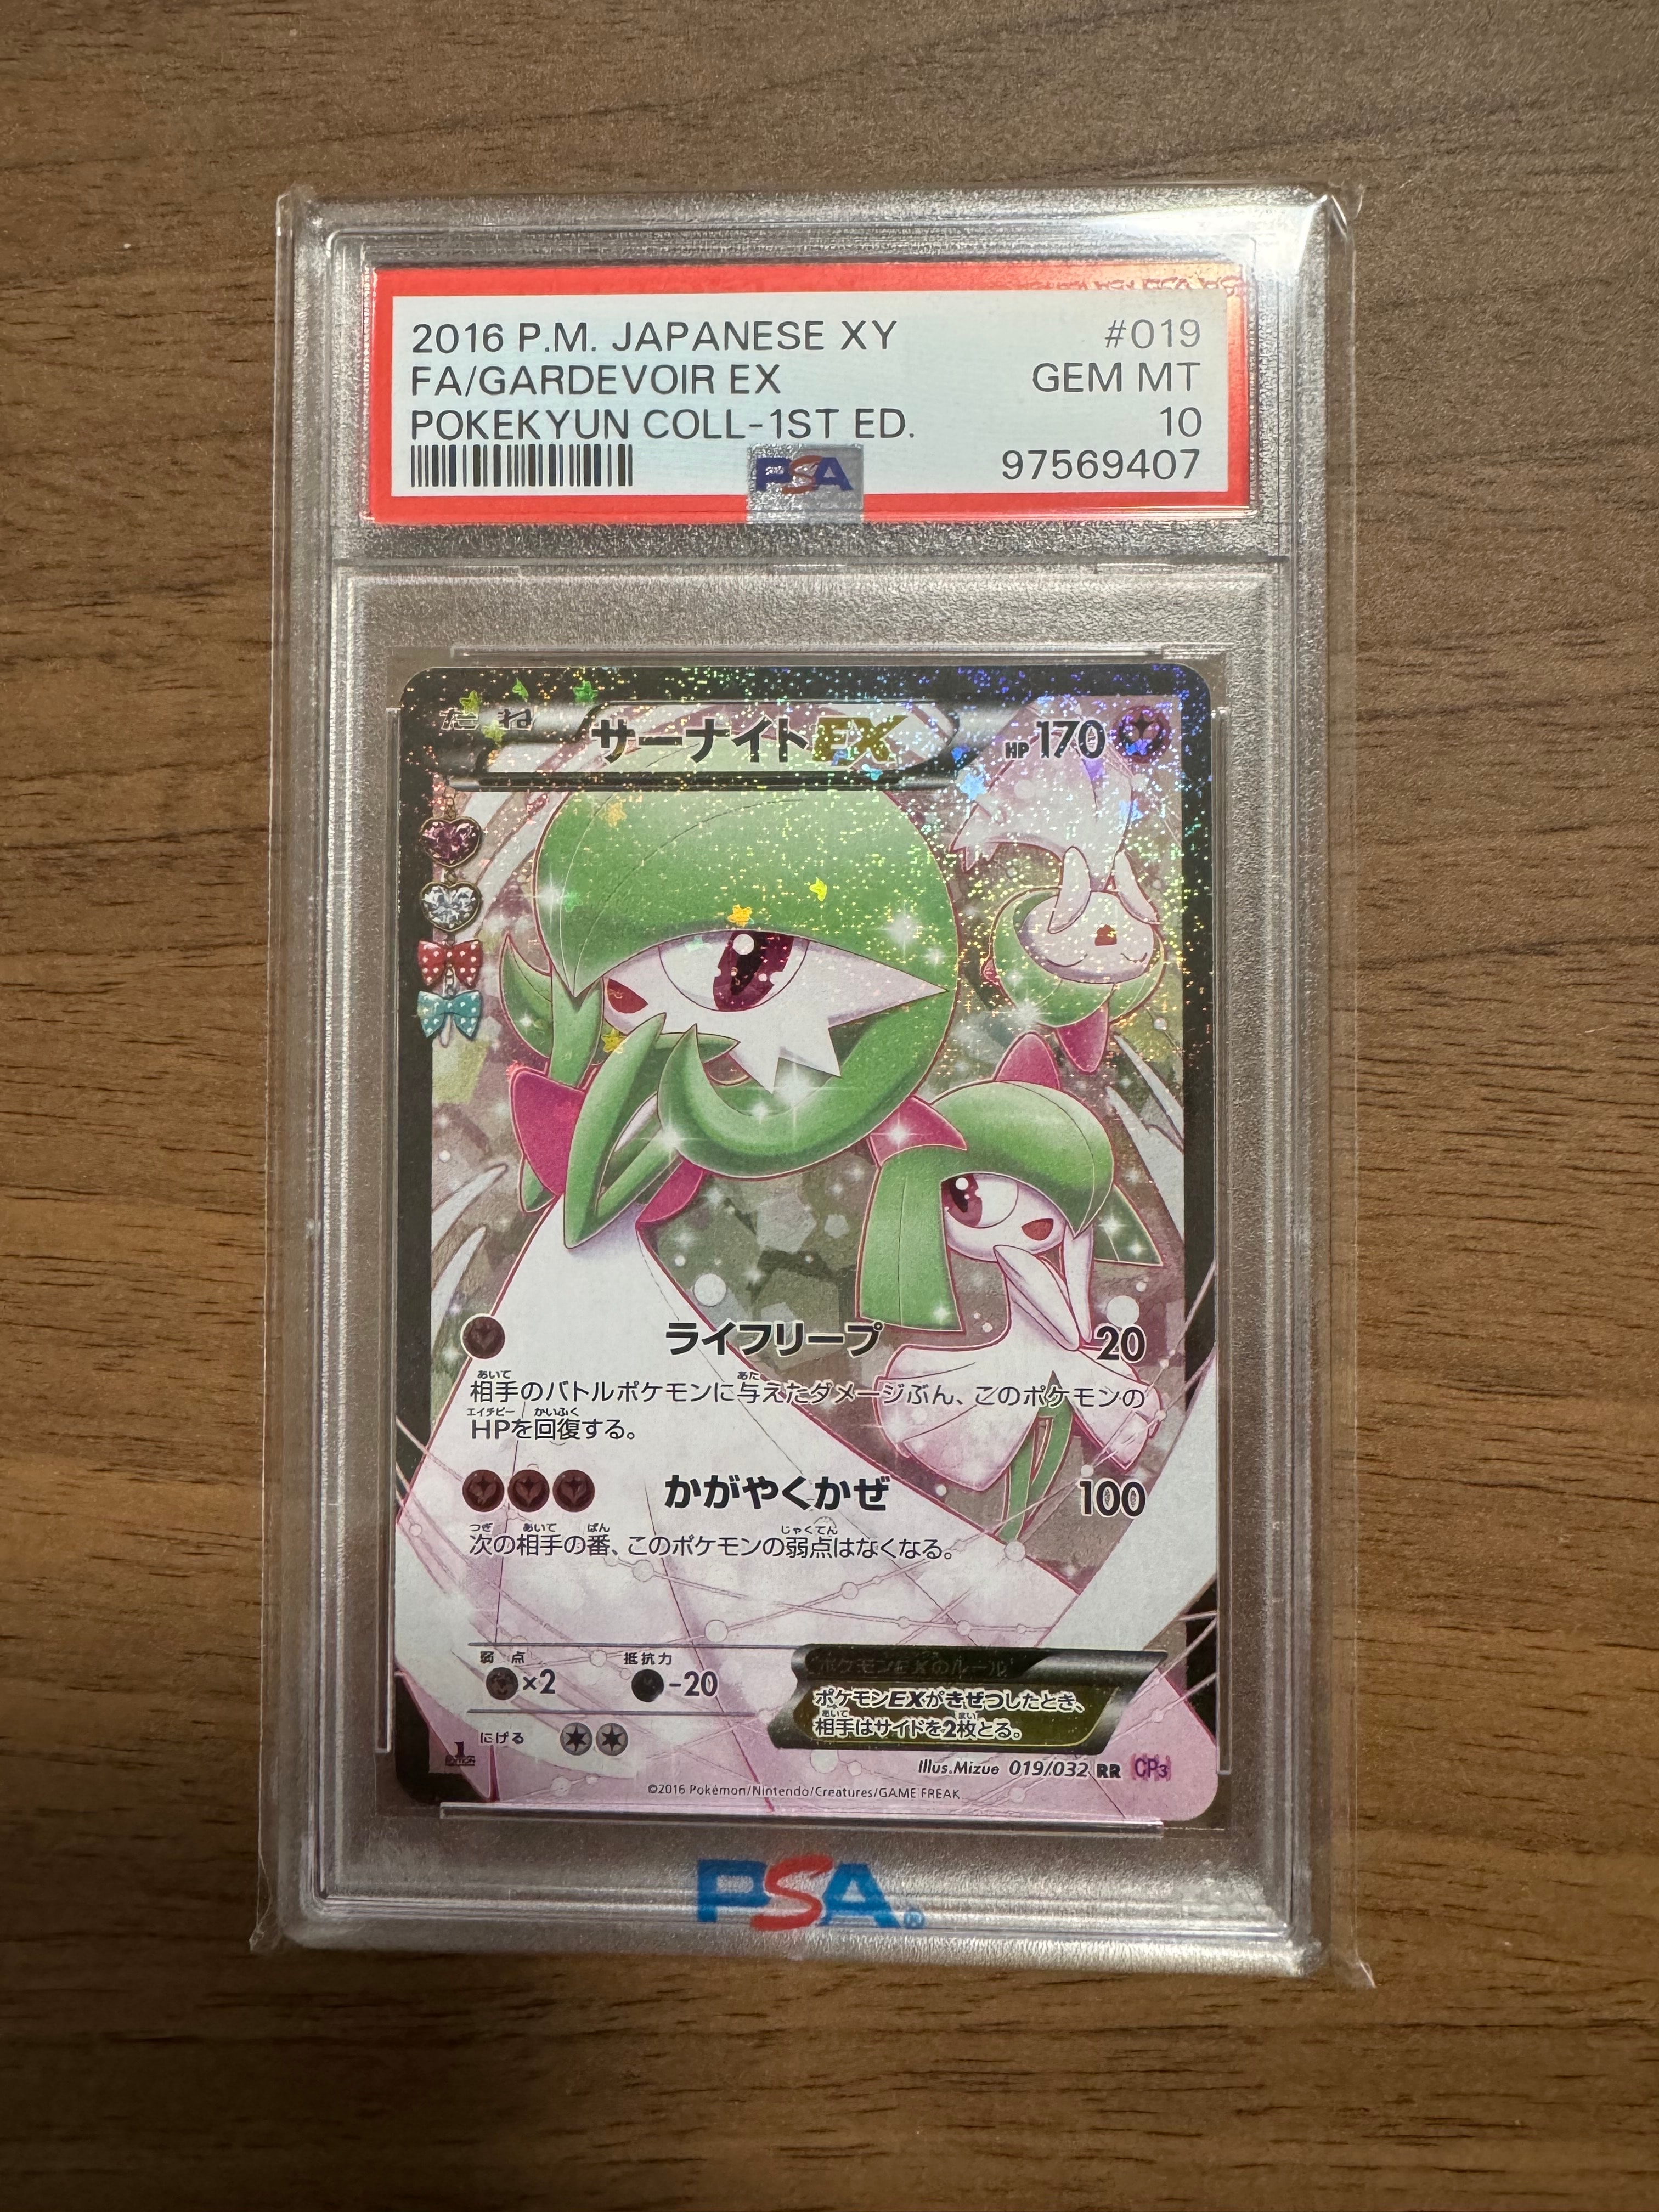 2016 P.M. JAPANESE XY #019
FA/GARDEVOIR EX GEM MT
POKEKYUN COLL-1ST ED. 10
PSA 97569407
たね サーナイトEX HP170
ライフリープ 20
相手のバトルポケモンに与えたダメージぶん、このポケモンの
HPを回復する。
かがやくかぜ 100
次の相手の番、このポケモンの弱点はなくなる。
弱点 ×2 抵抗力 -20
にげる
ポケモンEXのルール
ポケモンEXがきぜつしたとき、
相手はサイドを2枚とる。
1 EDITION
Illus.Mizue 019/032 RR CP3
©2016 Pokémon/Nintendo/Creatures/GAME FREAK
PSA®